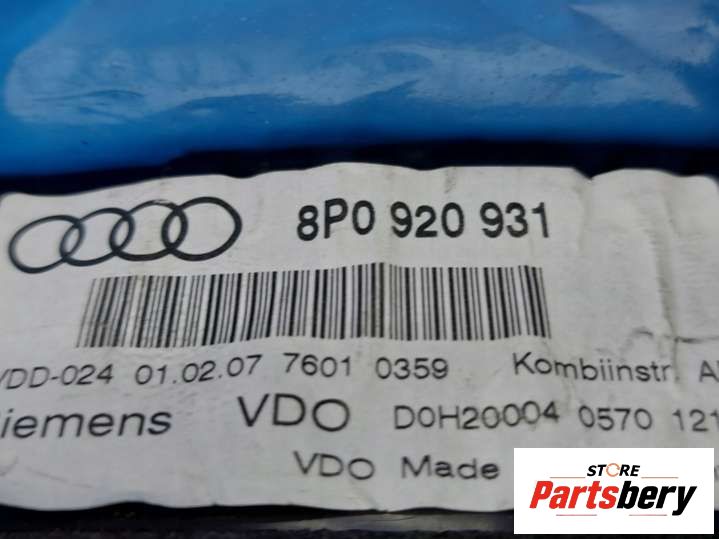 8P0 920 931
VDD-024 01.02.07 7601 0359 Kombiinstr.
VDO D0H20004 0570 121
VDO Made
STORE
Partsbery